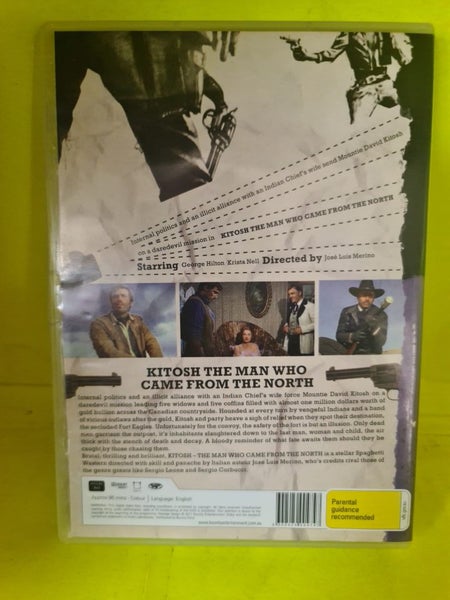 Internal politics and an illicit alliance with an Indian Chief's wife send Mountie David Kitosh
on a daredevil mission in KITOSH THE MAN WHO CAME FROM THE NORTH
Starring George Hilton Krista Nell Directed by José Luis Merino
KITOSH THE MAN WHO
CAME FROM THE NORTH
Internal politics and an illicit alliance with an Indian Chief's wife force Mountie David Kitosh on a
daredevil mission leading five widows and five coffins filled with almost one million dollars worth of
gold bullion across the Canadian countryside. Hounded at every turn by vengeful Indians and a band
of vicious outlaws after the gold, Kitosh and party heave a sigh of relief when they spot their destination,
the secluded Fort Eagles. Unfortunately for the convoy, the safety of the fort is but an illusion. Only dead
men garrison the outpost, it's inhabitants slaughtered down to the last man, woman and child, the air
thick with the stench of death and decay. A bloody reminder of what fate awaits them should they be
caught by those chasing them.
Brutal, thrilling and brilliant, KITOSH - THE MAN WHO CAME FROM THE NORTH is a stellar Spaghetti
Western directed with skill and panache by Italian auteur José Luis Merino, who's credits rival those of
the genre greats like Sergio Leone and Sergio Corbucci.
Language: English
Parental
guidance
recommended